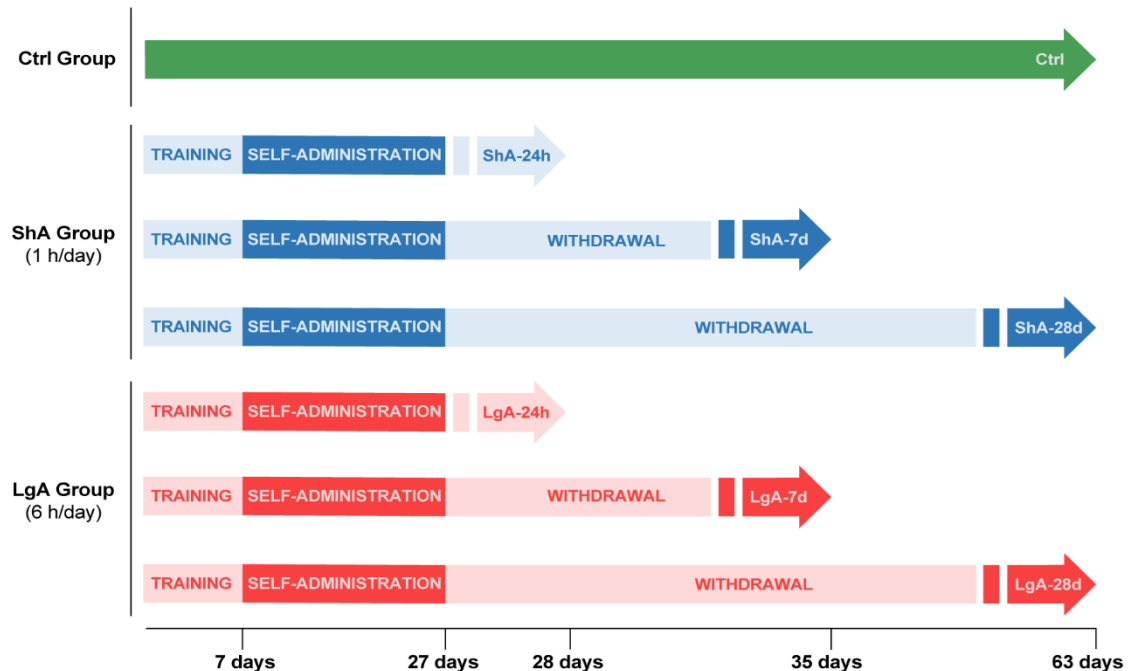 Ctrl Group
Ctrl
TRAINING SELF-ADMINISTRATION ShA-24h
ShA Group
(1 h/day)
TRAINING SELF-ADMINISTRATION WITHDRAWAL ShA-7d
TRAINING SELF-ADMINISTRATION WITHDRAWAL ShA-28d
TRAINING SELF-ADMINISTRATION LgA-24h
LgA Group
(6 h/day)
TRAINING SELF-ADMINISTRATION WITHDRAWAL LgA-7d
TRAINING SELF-ADMINISTRATION WITHDRAWAL LgA-28d
7 days 27 days 28 days 35 days 63 days